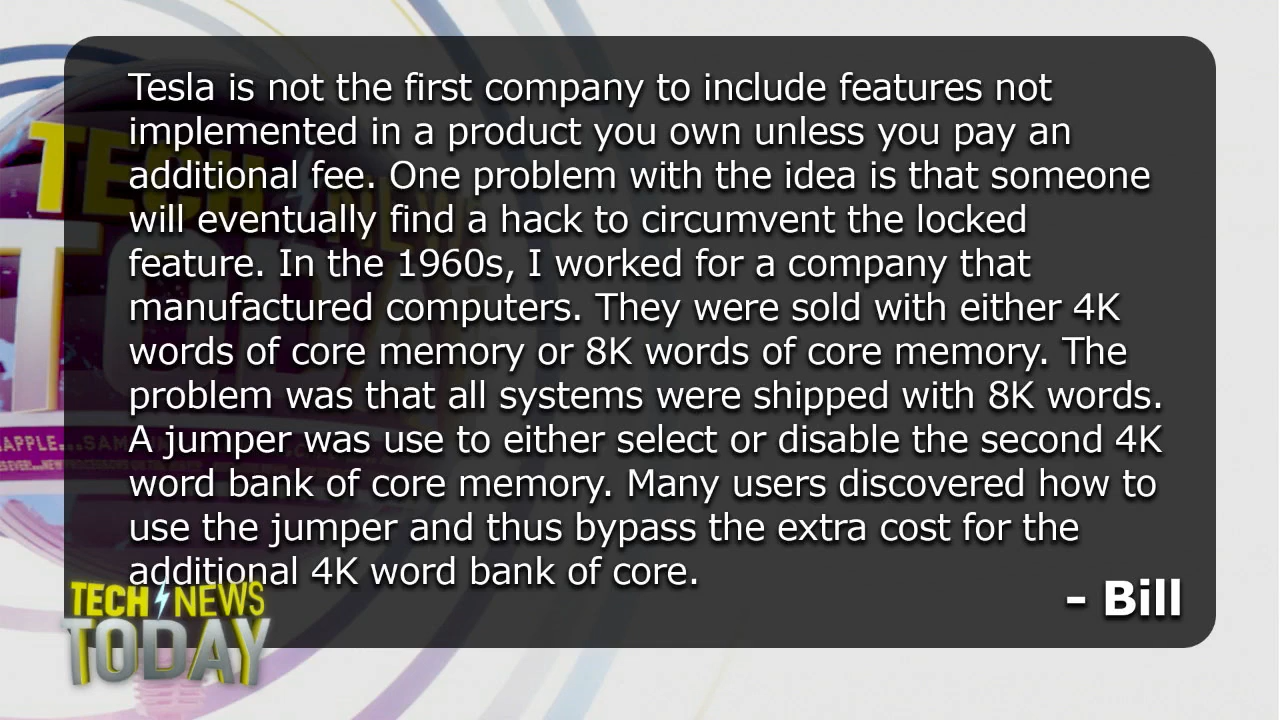 Tesla is not the first company to include features not
implemented in a product you own unless you pay an
additional fee. One problem with the idea is that someone
will eventually find a hack to circumvent the locked
feature. In the 1960s, I worked for a company that
manufactured computers. They were sold with either 4K
words of core memory or 8K words of core memory. The
problem was that all systems were shipped with 8K words.
A jumper was use to either select or disable the second 4K
word bank of core memory. Many users discovered how to
use the jumper and thus bypass the extra cost for the
additional 4K word bank of core.
- Bill
TECH NEWS
TODAY
TECH
APPLE...SAM